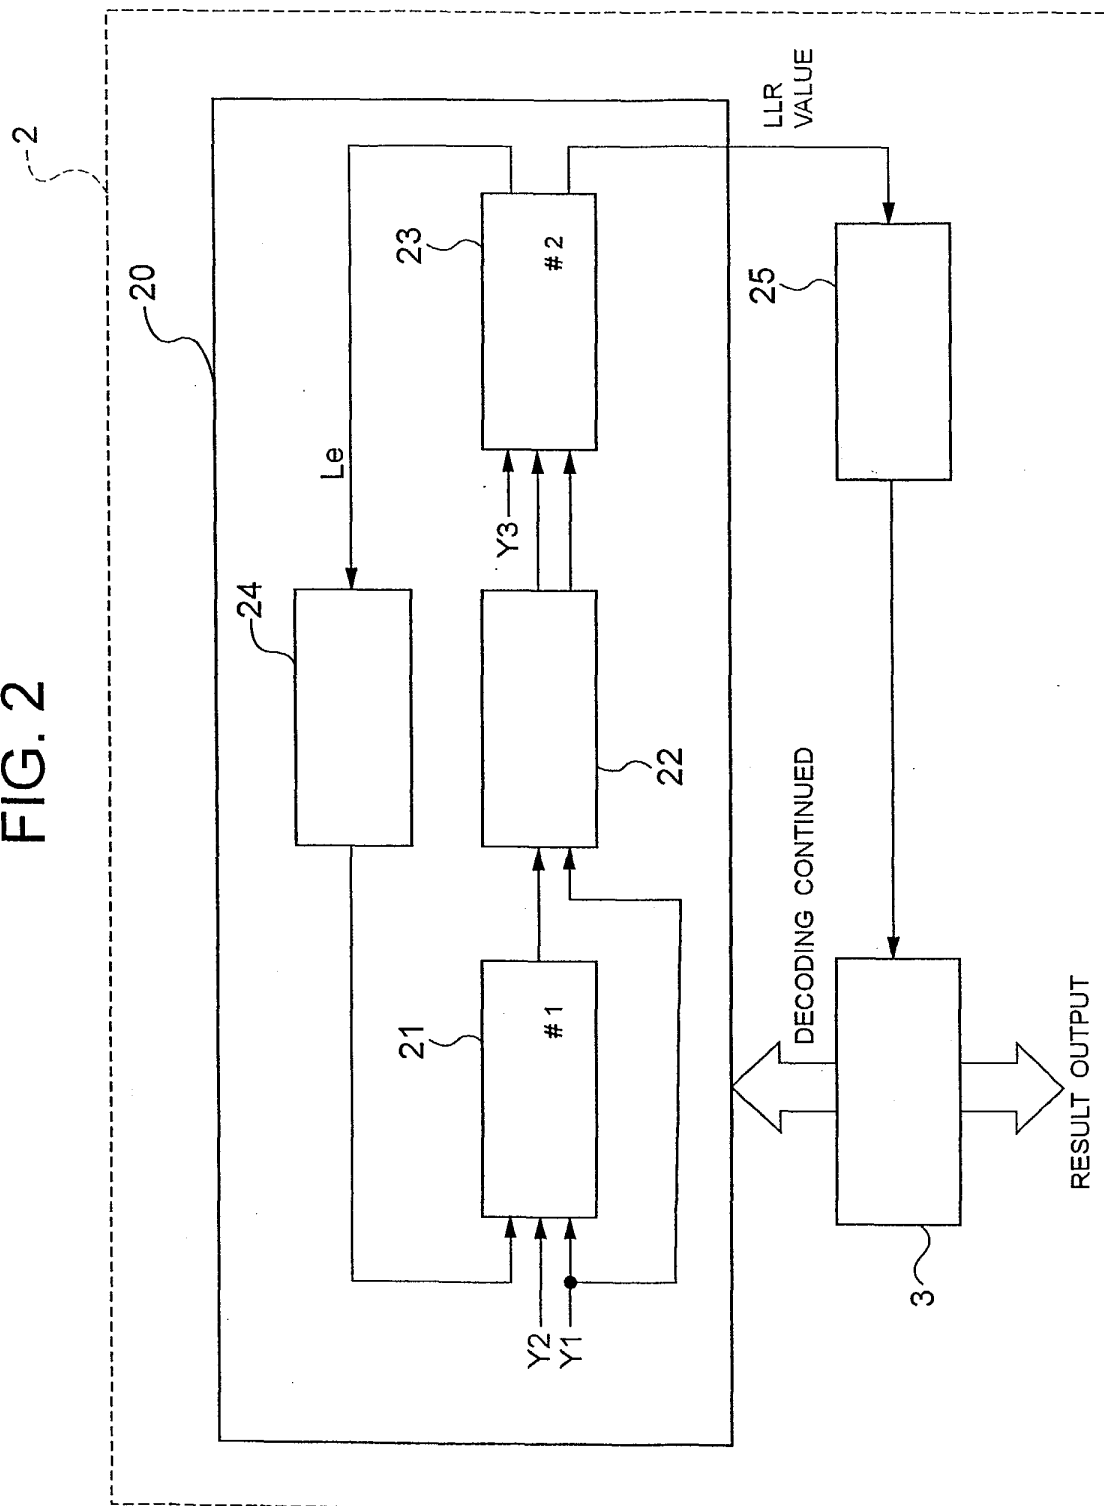 FIG. 2
2
20
24
Le
21
#1
22
Y3
23
#2
Y2
Y1
LLR
VALUE
25
DECODING CONTINUED
3
RESULT OUTPUT